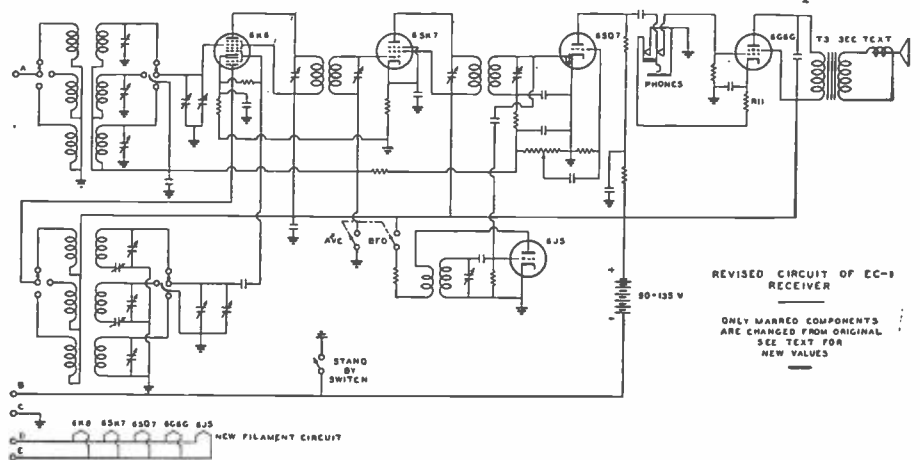 6K8
6SK7
6SQ7
6G6G
T3 SEE TEXT
A
PHONES
R11
AVC
BFO
6J5
+
90-135 V
-
REVISED CIRCUIT OF EC-1
RECEIVER
ONLY MARRED COMPONENTS
ARE CHANGED FROM ORIGINAL
SEE TEXT FOR
NEW VALUES
STAND
BY
SWITCH
B
C
6K8 6SK7 6SQ7 6G6G 6J5
D
NEW FILAMENT CIRCUIT
E